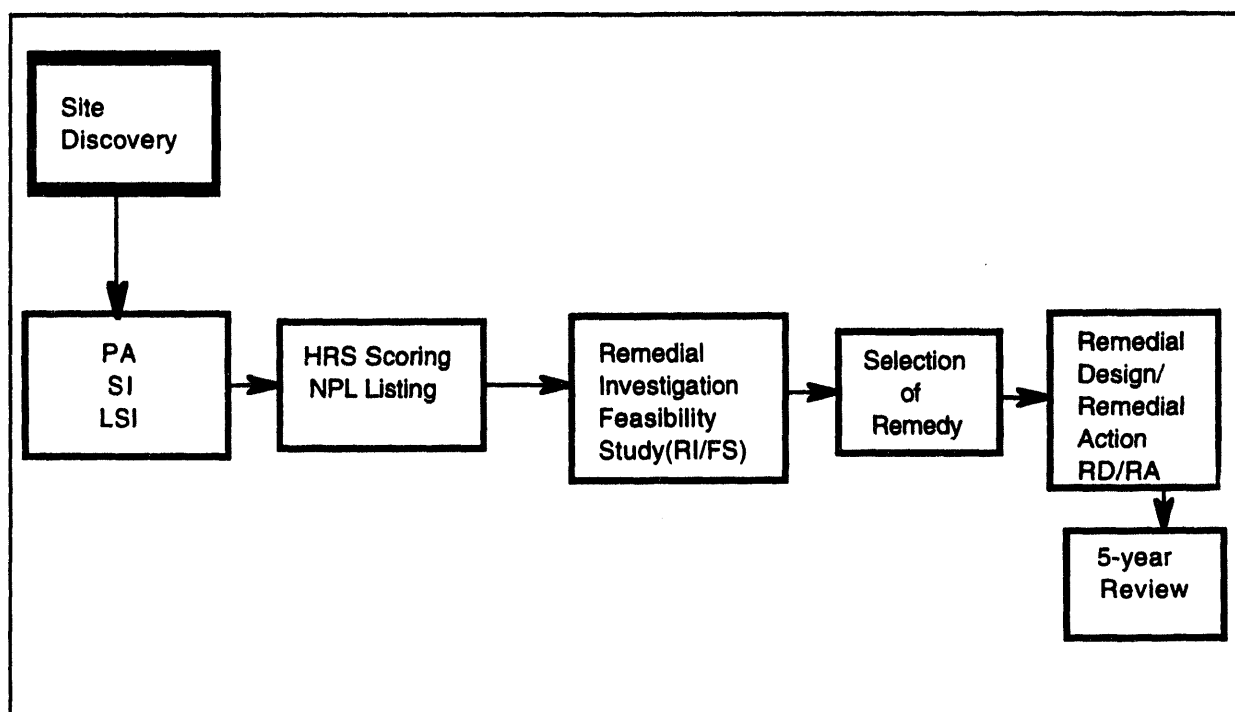 Site
Discovery
PA
SI
LSI
HRS Scoring
NPL Listing
Remedial
Investigation
Feasibility
Study(RI/FS)
Selection
of
Remedy
Remedial
Design/
Remedial
Action
RD/RA
5-year
Review